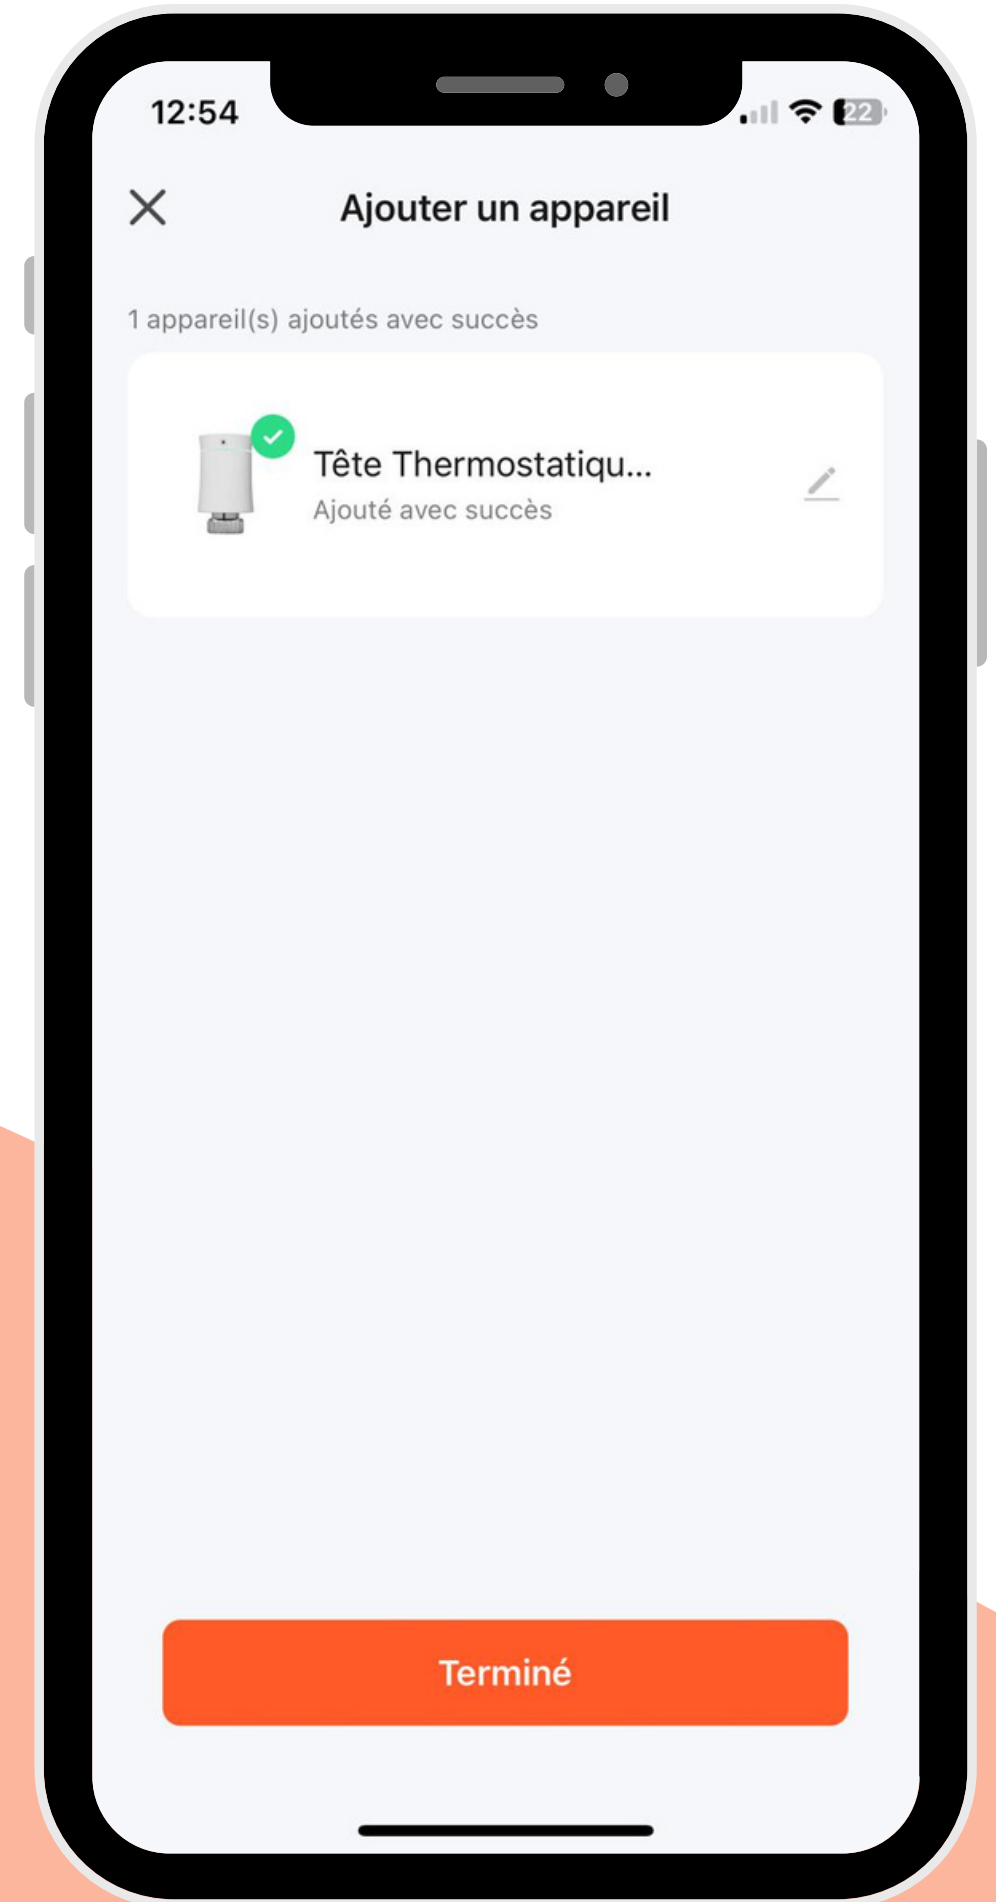 12:54
22
Ajouter un appareil
1 appareil(s) ajoutés avec succès
Tête Thermostatiqu...
Ajouté avec succès
Terminé